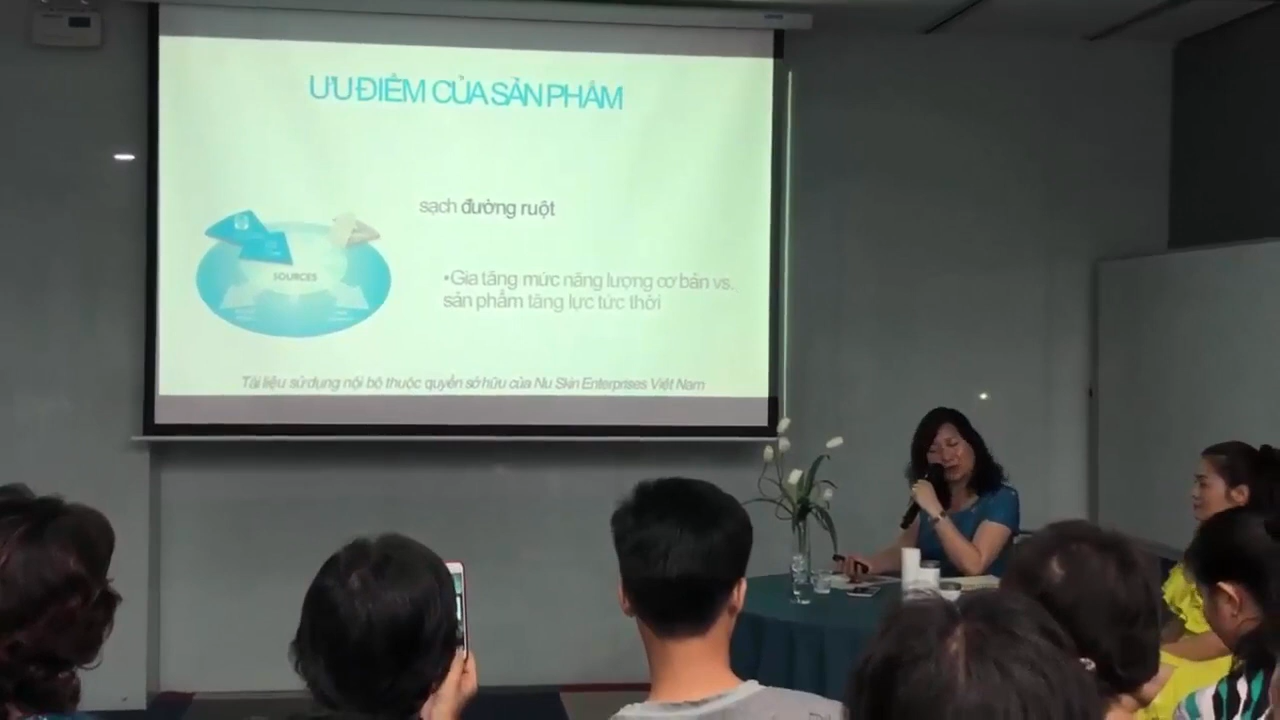 ƯU ĐIỂM CỦA SẢN PHẨM
sạch đường ruột
SOURCES
•Gia tăng mức năng lượng cơ bản vs.
sản phẩm tăng lực tức thời
Tài liệu sử dụng nội bộ thuộc quyền sở hữu của Nu Skin Enterprises Việt Nam